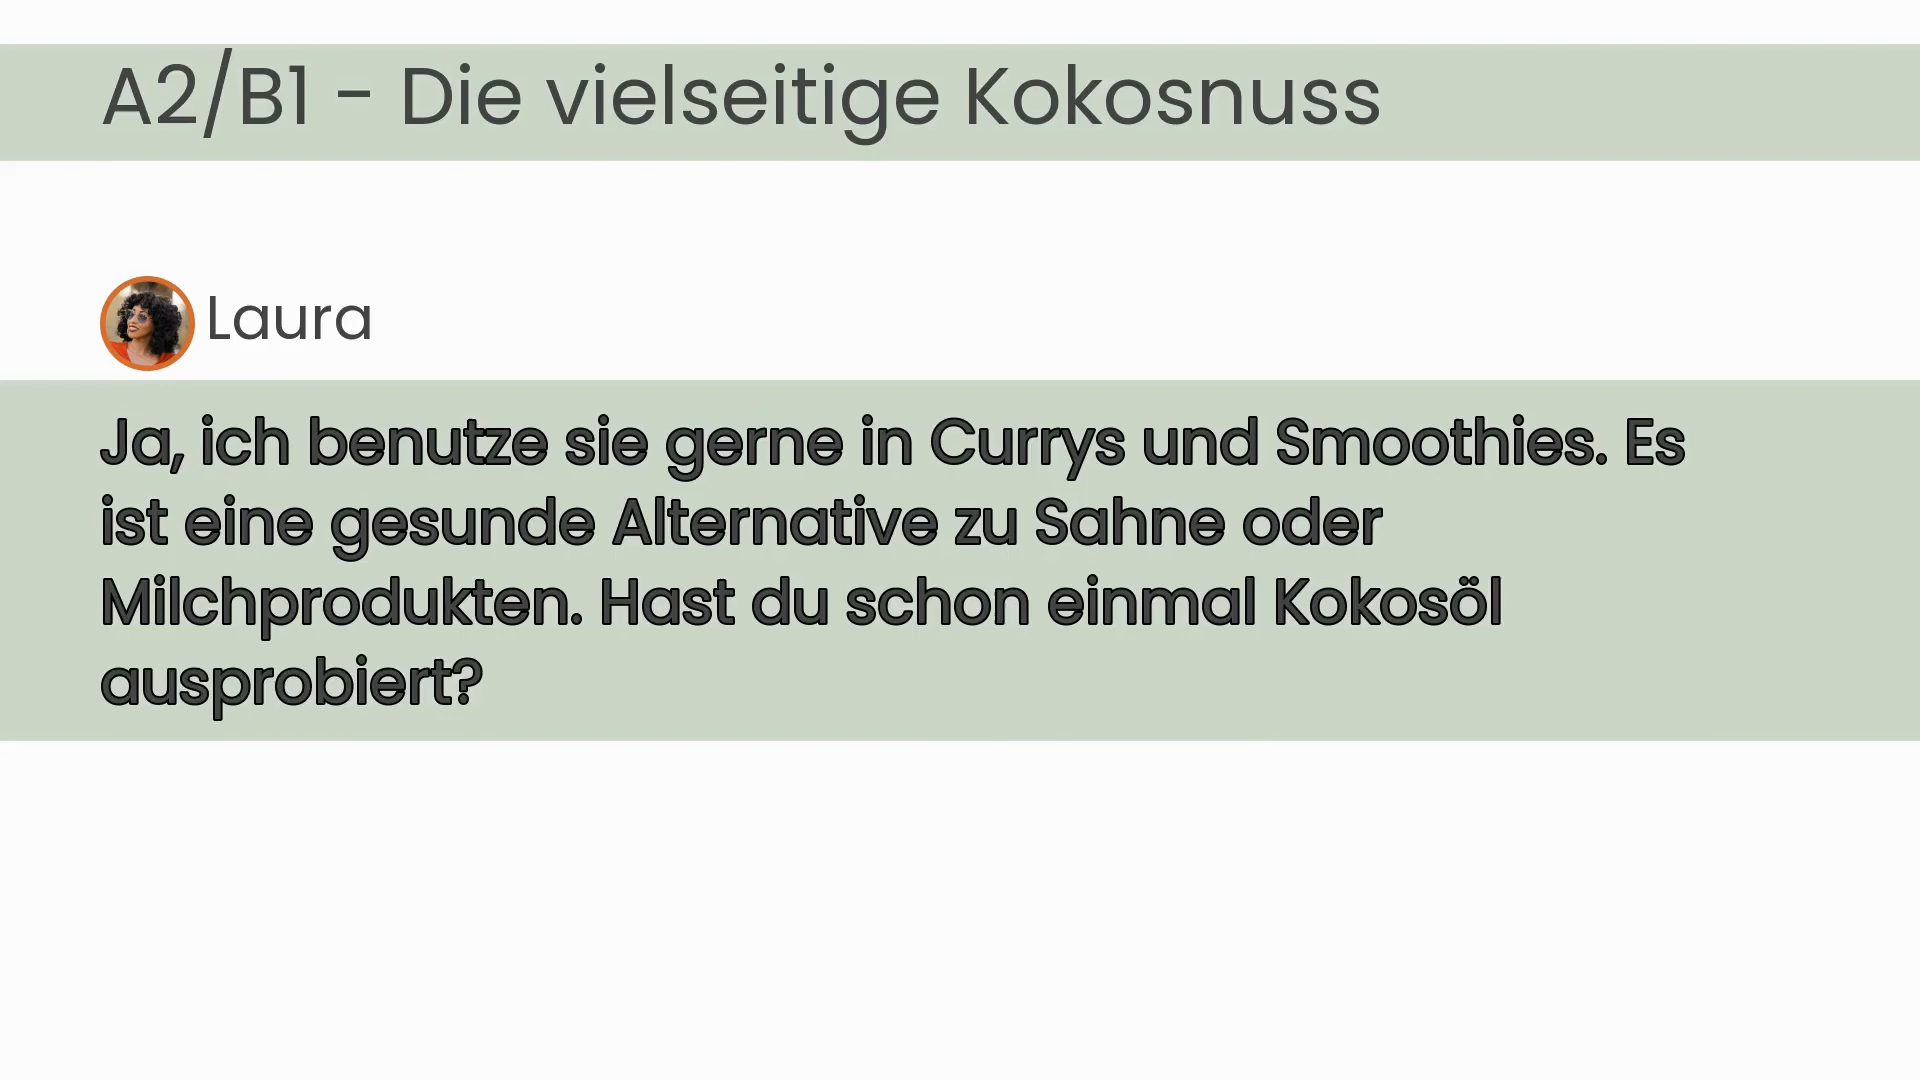 A2/B1 - Die vielseitige Kokosnuss
Laura
Ja, ich benutze sie gerne in Currys und Smoothies. Es
ist eine gesunde Alternative zu Sahne oder
Milchprodukten. Hast du schon einmal Kokosöl
ausprobiert?